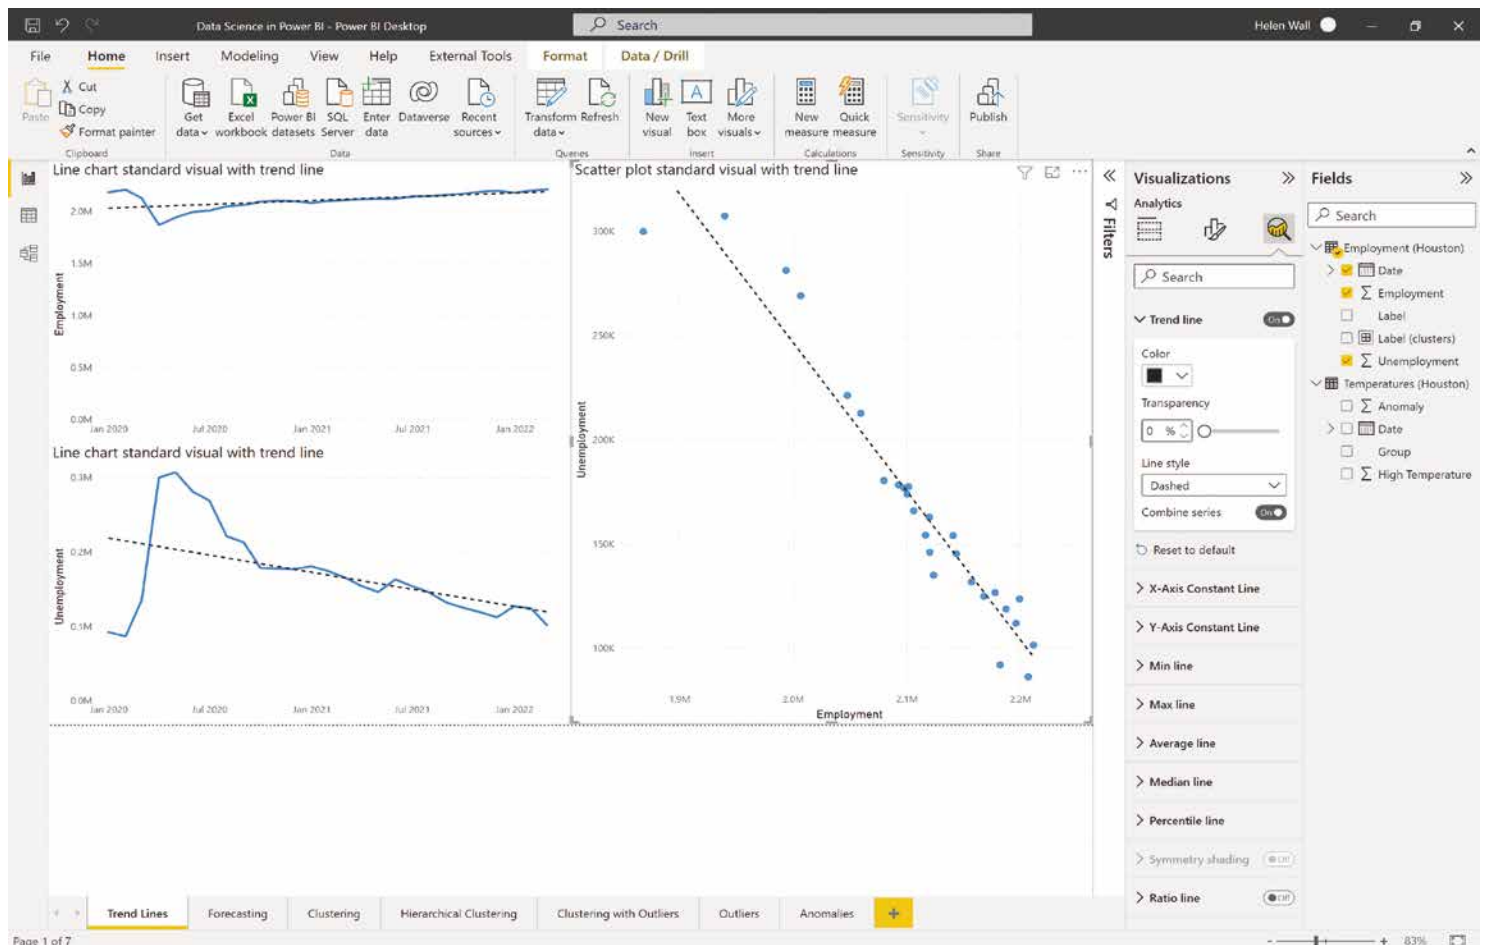 Data Science in Power BI - Power BI Desktop
Search
Helen Wall
File Home Insert Modeling View Help External Tools Format Data / Drill
Paste
Cut
Copy
Format painter
Get data
Excel workbook
Power BI datasets
SQL Server
Enter data
Dataverse
Recent sources
Transform data
Refresh
New visual
Text box
More visuals
New measure
Quick measure
Sensitivity
Publish
Clipboard Data Queries Insert Calculations Sensitivity Share
Line chart standard visual with trend line
2.0M
1.5M
1.0M
0.5M
0.0M
Employment
Jan 2020 Jul 2020 Jan 2021 Jul 2021 Jan 2022
Line chart standard visual with trend line
0.3M
0.2M
0.1M
0.0M
Unemployment
Jan 2020 Jul 2020 Jan 2021 Jul 2021 Jan 2022
Scatter plot standard visual with trend line
300K
250K
200K
150K
100K
Unemployment
1.9M 2.0M 2.1M 2.2M
Employment
Filters
Visualizations
Analytics
Search
Trend line On
Color
Transparency
0 %
Line style
Dashed
Combine series On
Reset to default
X-Axis Constant Line
Y-Axis Constant Line
Min line
Max line
Average line
Median line
Percentile line
Symmetry shading Off
Ratio line Off
Fields
Search
Employment (Houston)
Date
Employment
Label
Label (clusters)
Unemployment
Temperatures (Houston)
Anomaly
Date
Group
High Temperature
Trend Lines Forecasting Clustering Hierarchical Clustering Clustering with Outliers Outliers Anomalies
Page 1 of 7
83%